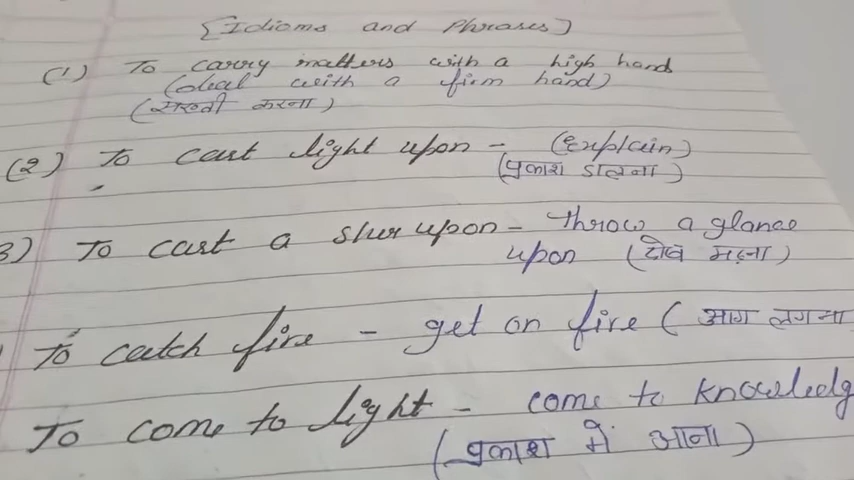 [Idioms and Phrases]
(1) To carry matters with a high hand
(deal with a firm hand)
(सख्ती करना)
(2) To cast light upon - (Explain)
(प्रकाश डालना)
3) To cast a slur upon - throw a glance
upon (दोष मढ़ना)
To catch fire - get on fire (आग लगना
To come to light - come to knowledg
(प्रकाश में आना)